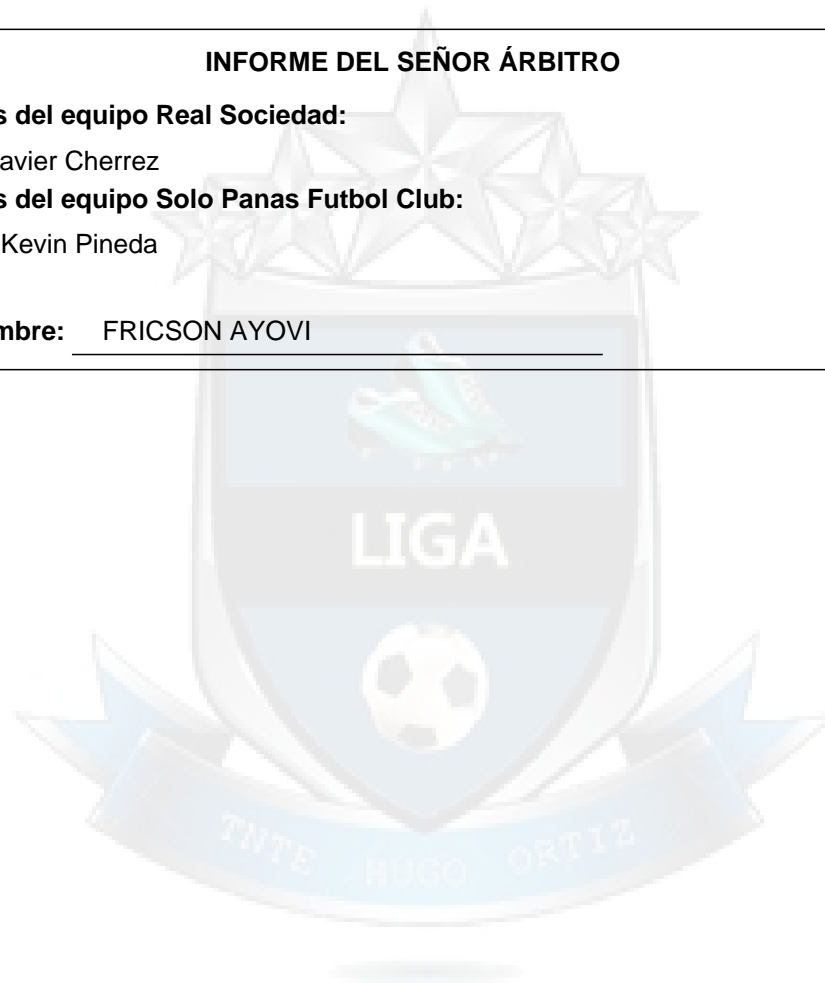 INFORME DEL SEÑOR ÁRBITRO
s del equipo Real Sociedad:
avier Cherrez
s del equipo Solo Panas Futbol Club:
Kevin Pineda
mbre: FRICSON AYOVI
LIGA
TNTE HUGO ORTIZ